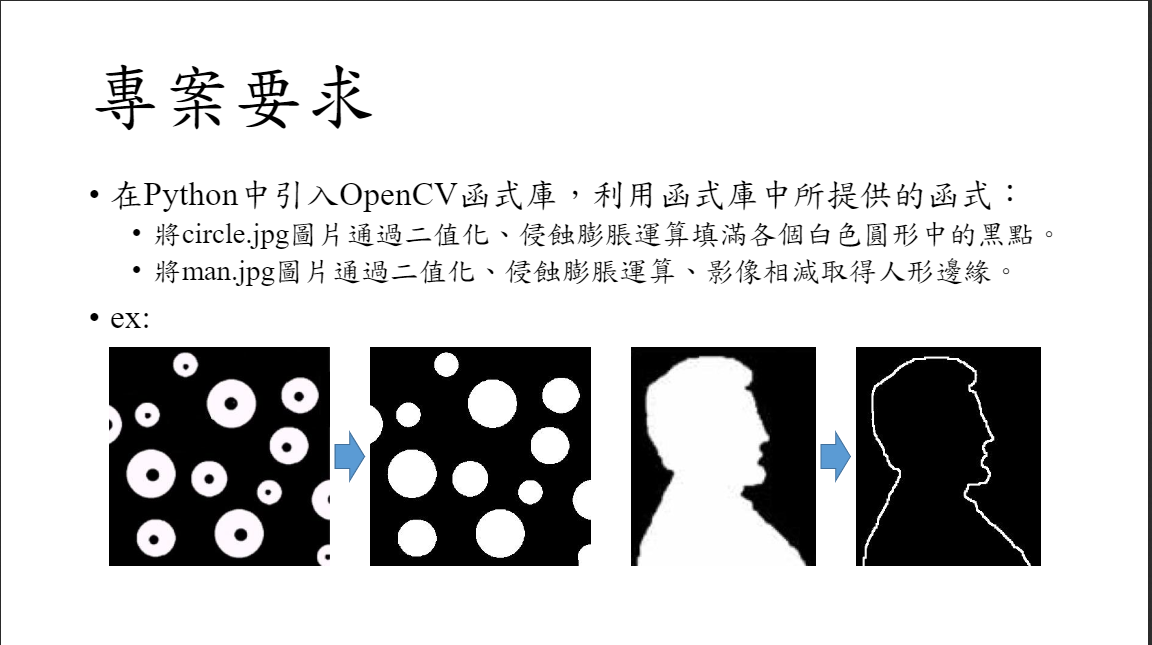 專案要求
• 在Python中引入OpenCV函式庫，利用函式庫中所提供的函式：
• 將circle.jpg圖片通過二值化、侵蝕膨脹運算填滿各個白色圓形中的黑點。
• 將man.jpg圖片通過二值化、侵蝕膨脹運算、影像相減取得人形邊緣。
• ex: